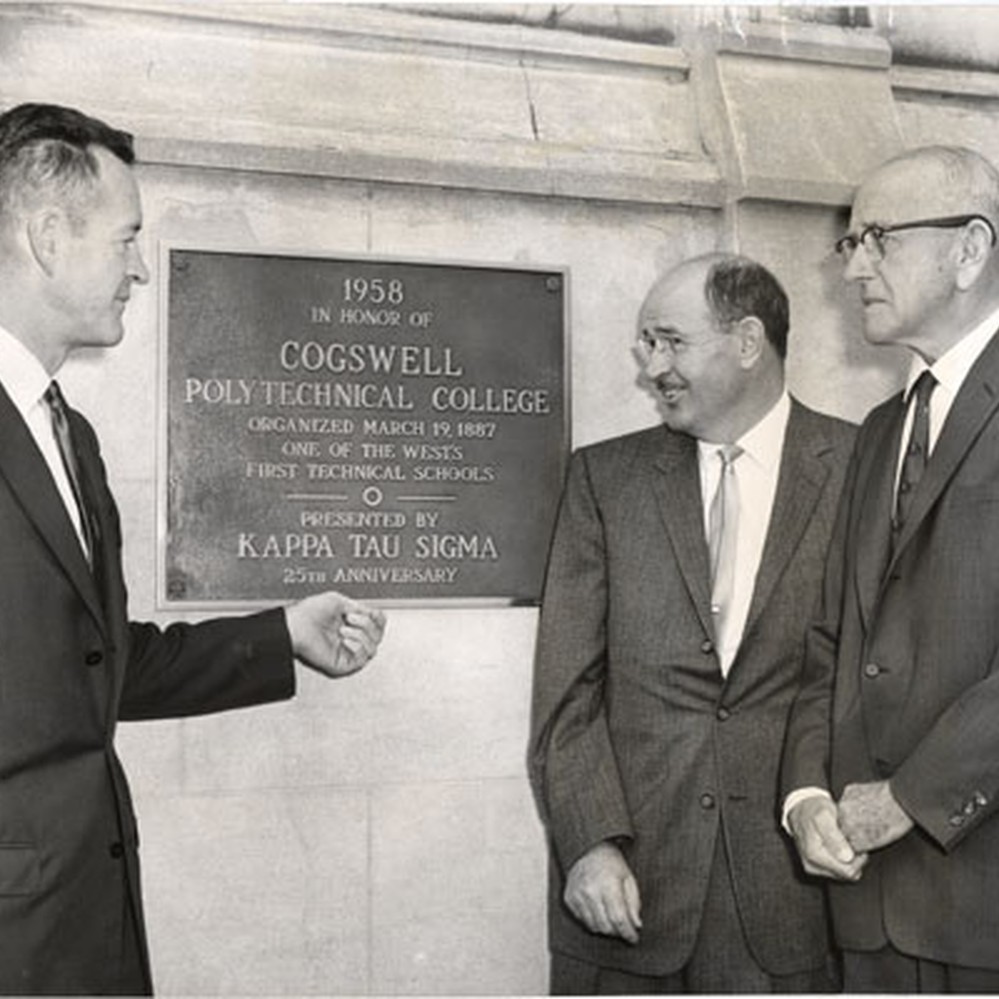 1958
IN HONOR OF
COGSWELL
POLYTECHNICAL COLLEGE
ORGANIZED MARCH 19, 1887
ONE OF THE WEST'S
FIRST TECHNICAL SCHOOLS
PRESENTED BY
KAPPA TAU SIGMA
25TH ANNIVERSARY